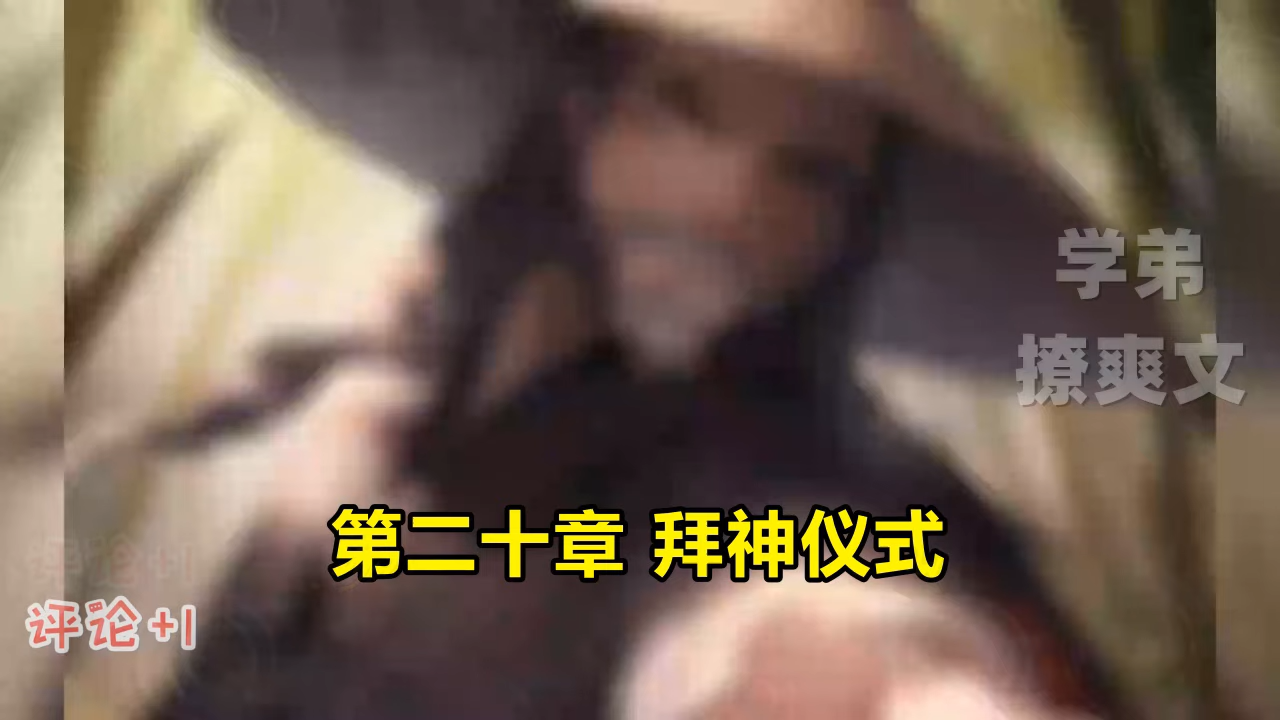 学弟
撩爽文
第二十章 拜神仪式
评论+1